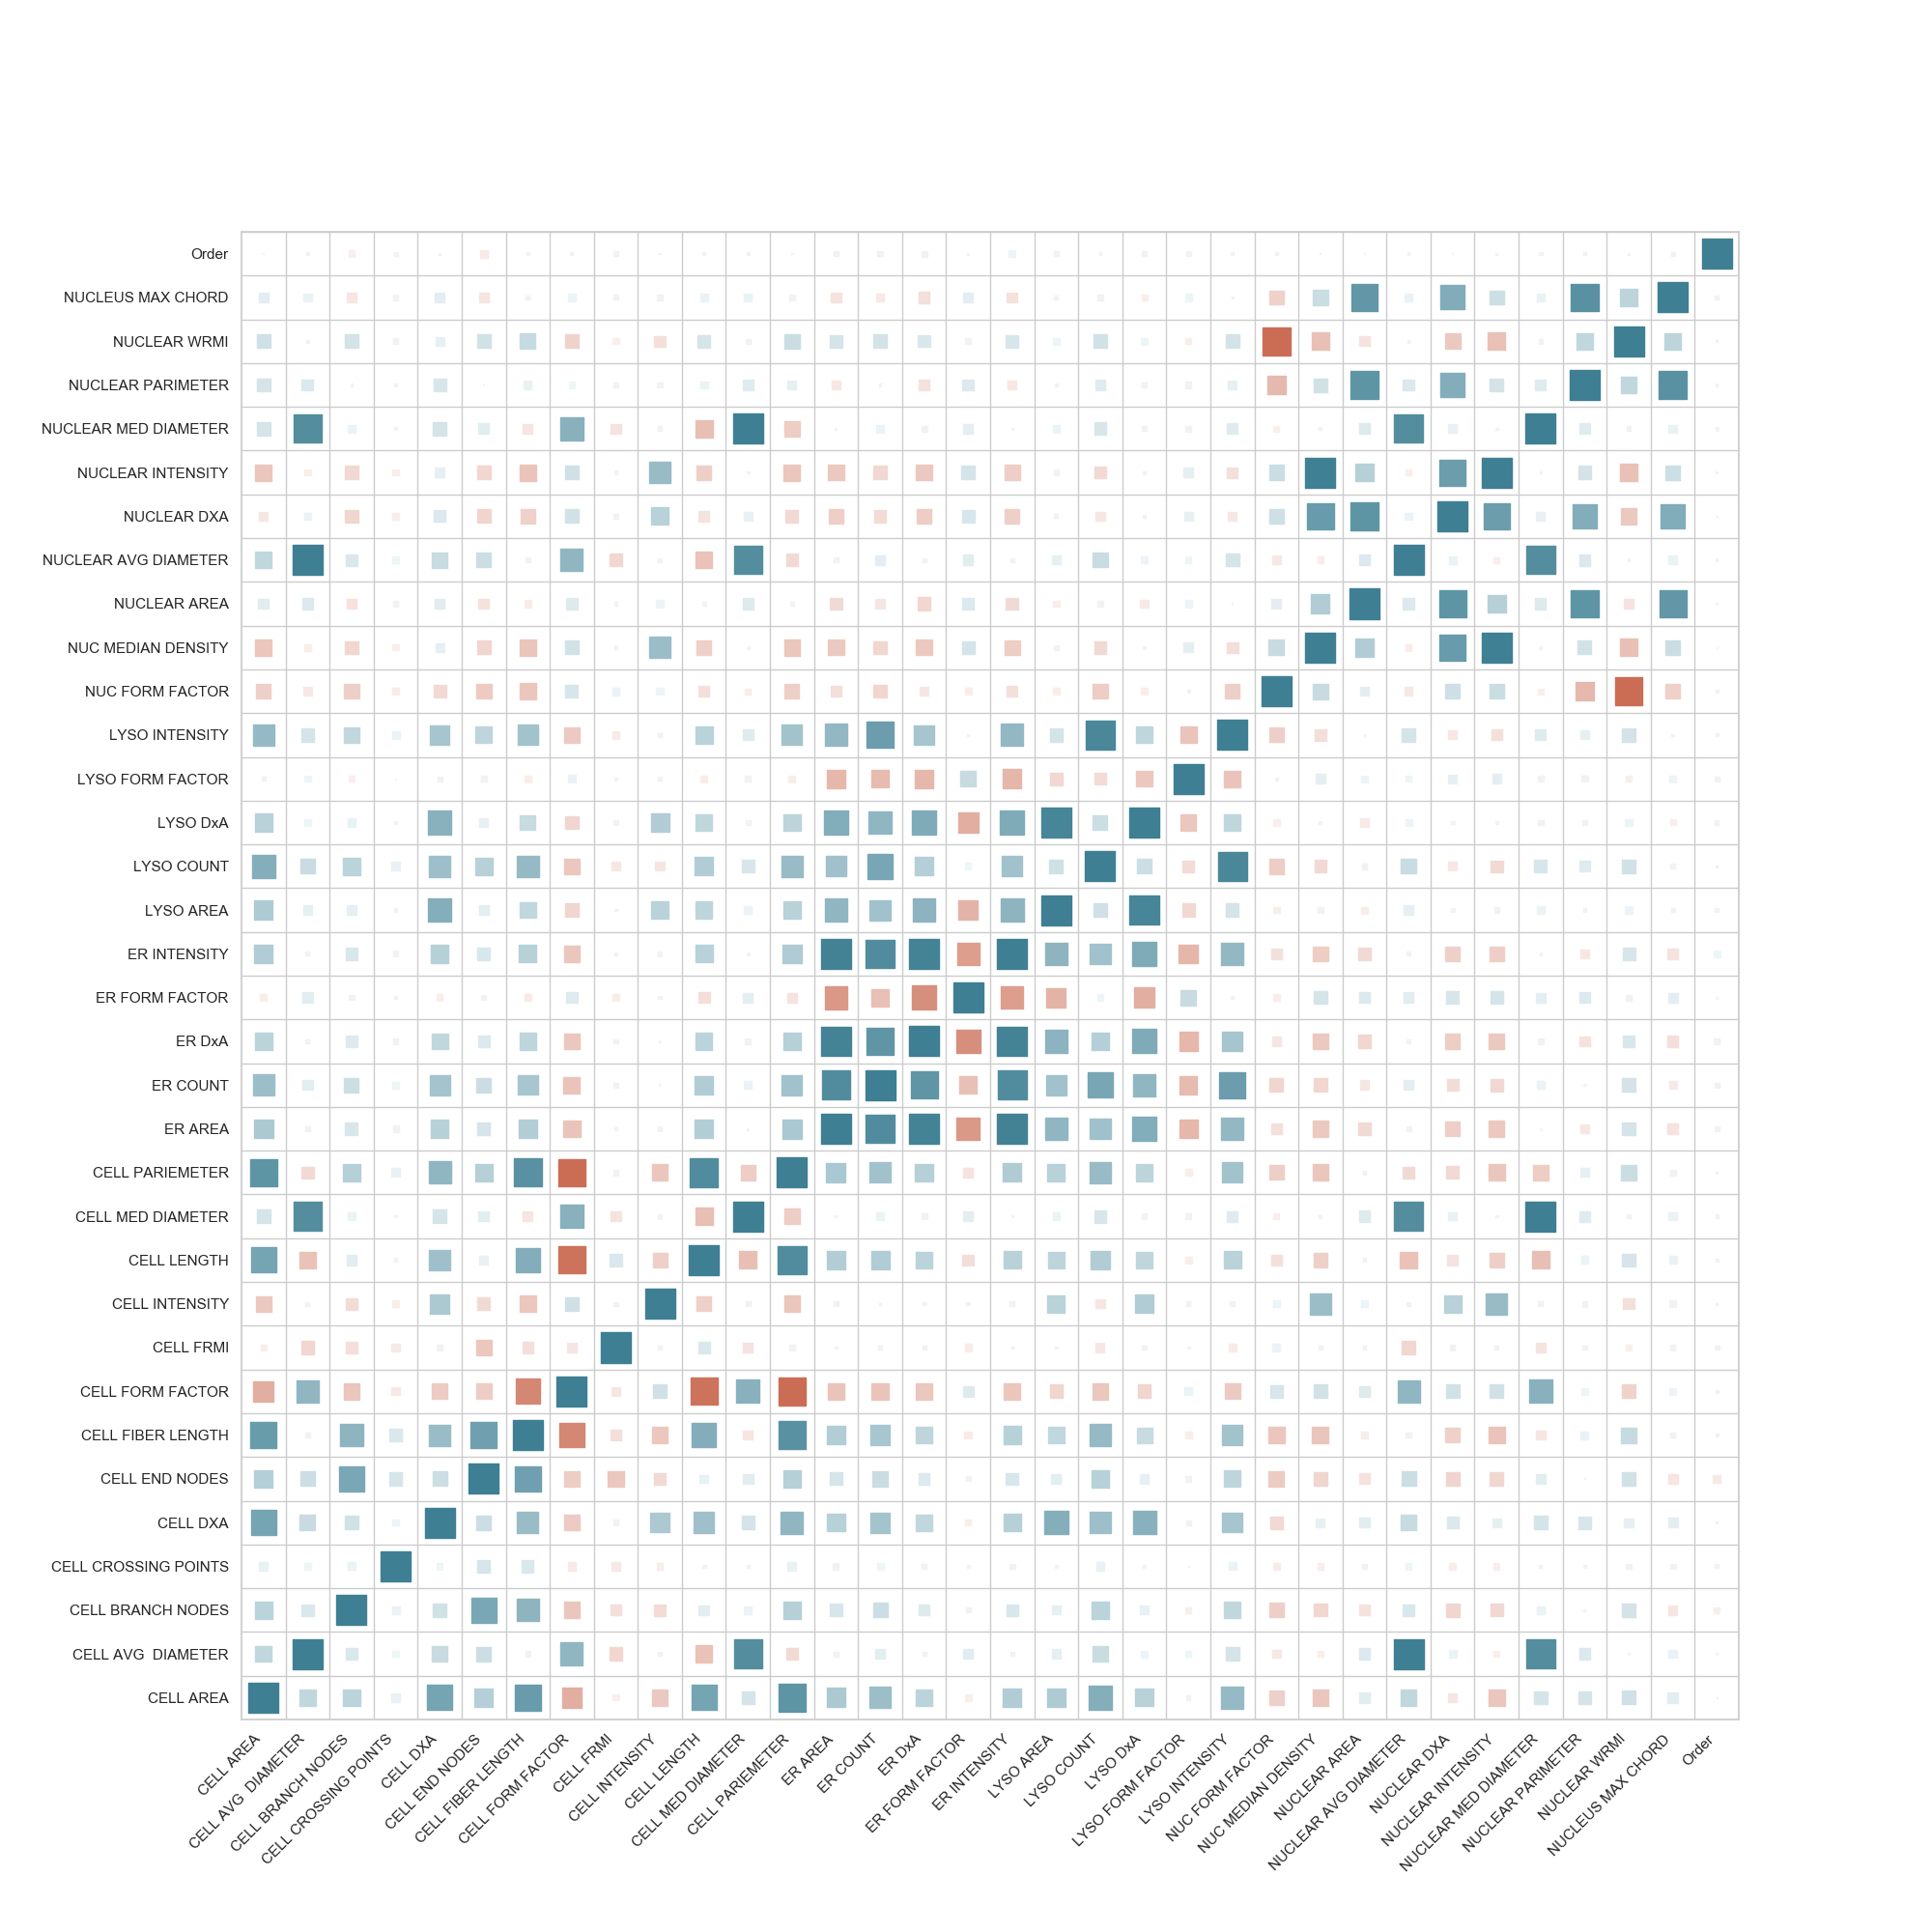 Order
NUCLEUS MAX CHORD
NUCLEAR WRMI
NUCLEAR PARIMETER
NUCLEAR MED DIAMETER
NUCLEAR INTENSITY
NUCLEAR DXA
NUCLEAR AVG DIAMETER
NUCLEAR AREA
NUC MEDIAN DENSITY
NUC FORM FACTOR
LYSO INTENSITY
LYSO FORM FACTOR
LYSO DxA
LYSO COUNT
LYSO AREA
ER INTENSITY
ER FORM FACTOR
ER DxA
ER COUNT
ER AREA
CELL PARIEMETER
CELL MED DIAMETER
CELL LENGTH
CELL INTENSITY
CELL FRMI
CELL FORM FACTOR
CELL FIBER LENGTH
CELL END NODES
CELL DXA
CELL CROSSING POINTS
CELL BRANCH NODES
CELL AVG  DIAMETER
CELL AREA
CELL AREA
CELL AVG  DIAMETER
CELL BRANCH NODES
CELL CROSSING POINTS
CELL DXA
CELL END NODES
CELL FIBER LENGTH
CELL FORM FACTOR
CELL FRMI
CELL INTENSITY
CELL LENGTH
CELL MED DIAMETER
CELL PARIEMETER
ER AREA
ER COUNT
ER DxA
ER FORM FACTOR
ER INTENSITY
LYSO AREA
LYSO COUNT
LYSO DxA
LYSO FORM FACTOR
LYSO INTENSITY
NUC FORM FACTOR
NUC MEDIAN DENSITY
NUCLEAR AREA
NUCLEAR AVG DIAMETER
NUCLEAR DXA
NUCLEAR INTENSITY
NUCLEAR MED DIAMETER
NUCLEAR PARIMETER
NUCLEAR WRMI
NUCLEUS MAX CHORD
Order